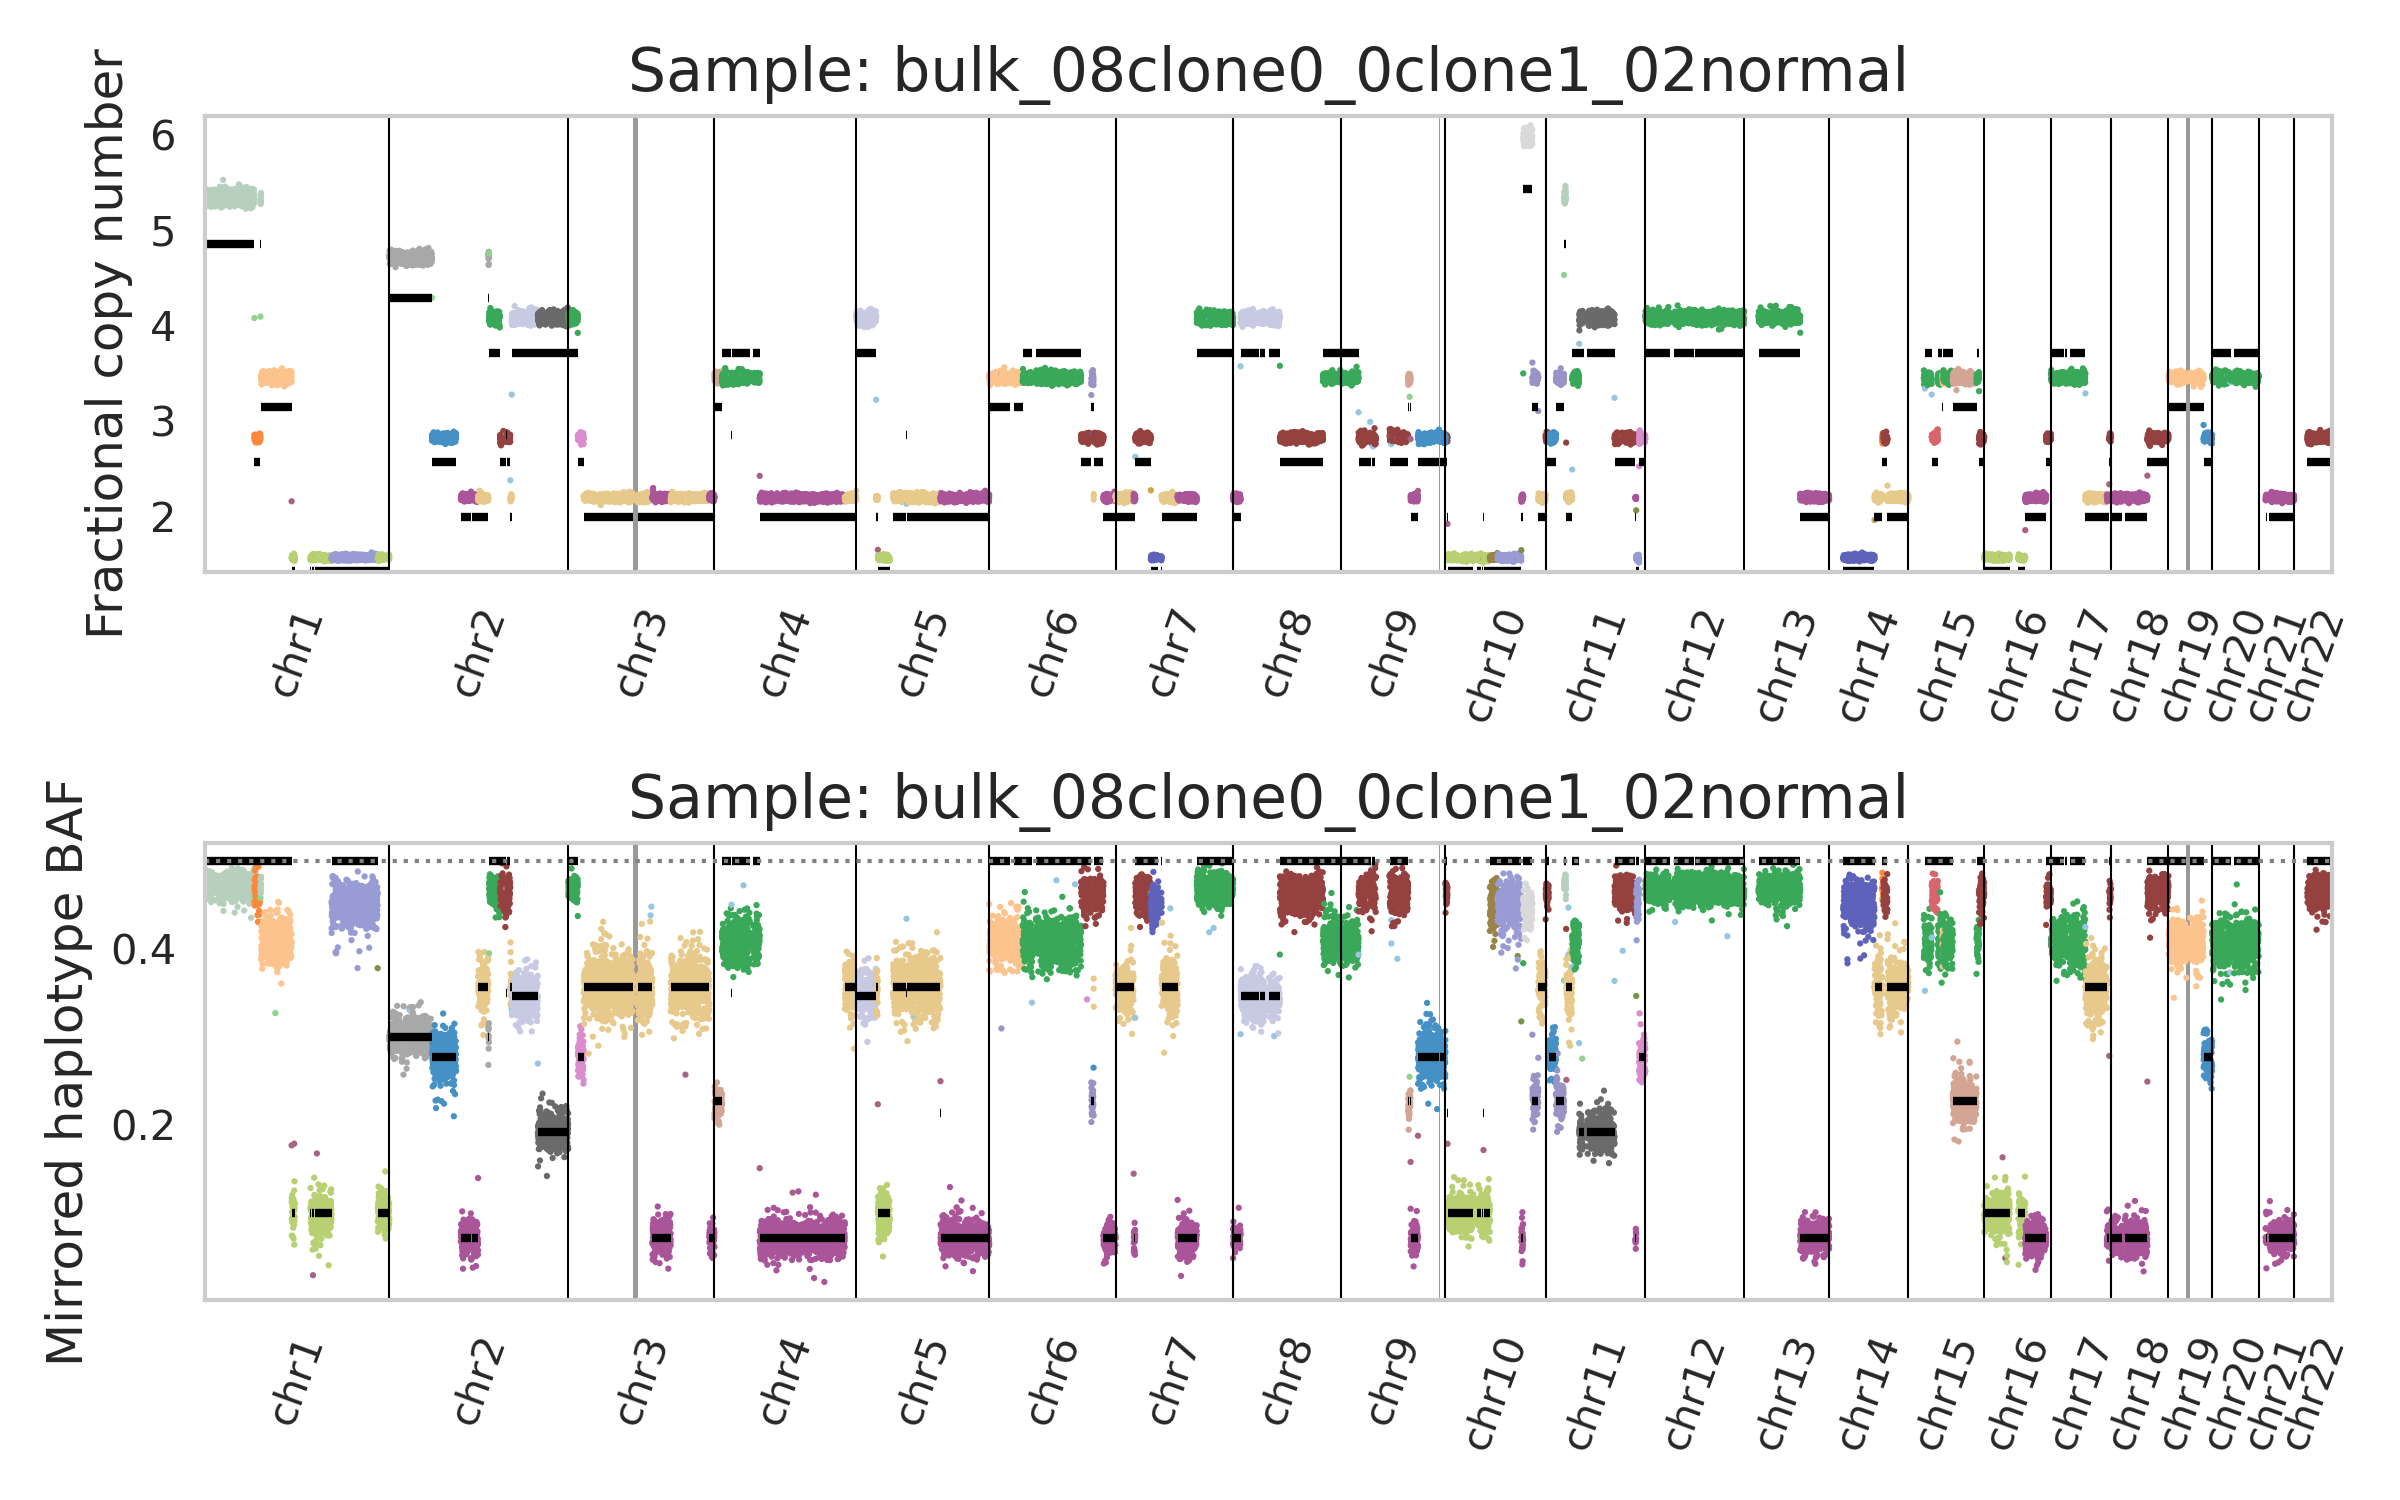 Sample: bulk_08clone0_0clone1_02normal
Fractional copy number
6
5
4
3
2
chr1
chr2
chr3
chr4
chr5
chr6
chr7
chr8
chr9
chr10
chr11
chr12
chr13
chr14
chr15
chr16
chr17
chr18
chr19
chr20
chr21
chr22
Sample: bulk_08clone0_0clone1_02normal
Mirrored haplotype BAF
0.4
0.2
chr1
chr2
chr3
chr4
chr5
chr6
chr7
chr8
chr9
chr10
chr11
chr12
chr13
chr14
chr15
chr16
chr17
chr18
chr19
chr20
chr21
chr22